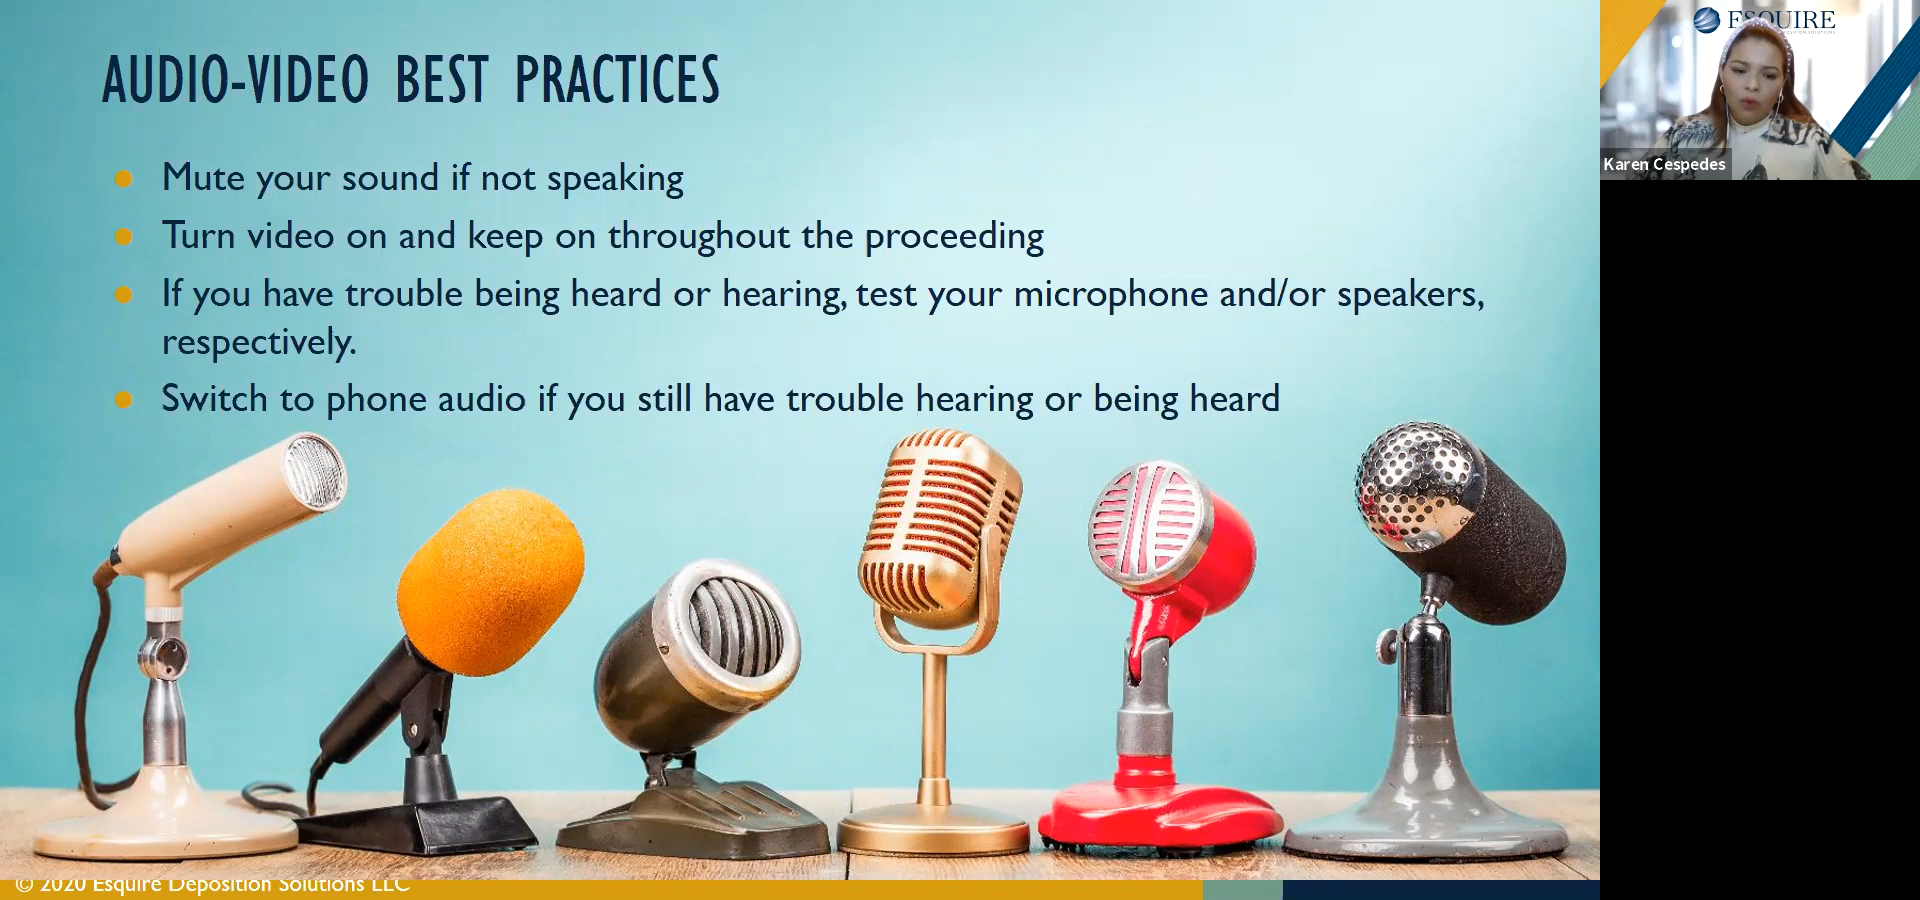 AUDIO-VIDEO BEST PRACTICES
Mute your sound if not speaking
Turn video on and keep on throughout the proceeding
If you have trouble being heard or hearing, test your microphone and/or speakers,
respectively.
Switch to phone audio if you still have trouble hearing or being heard
© 2020 Esquire Deposition Solutions LLC
ESQUIRE
Karen Cespedes